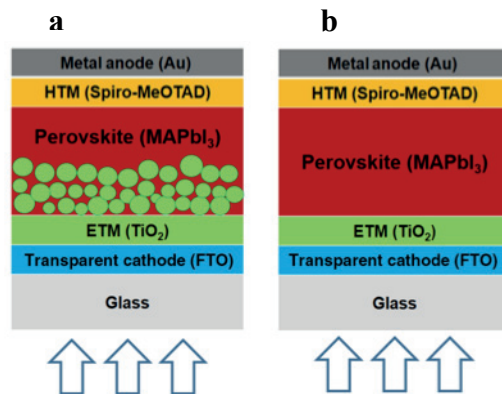 a
Metal anode (Au)
HTM (Spiro-MeOTAD)
Perovskite (MAPbI₃)
ETM (TiO₂)
Transparent cathode (FTO)
Glass
b
Metal anode (Au)
HTM (Spiro-MeOTAD)
Perovskite (MAPbI₃)
ETM (TiO₂)
Transparent cathode (FTO)
Glass